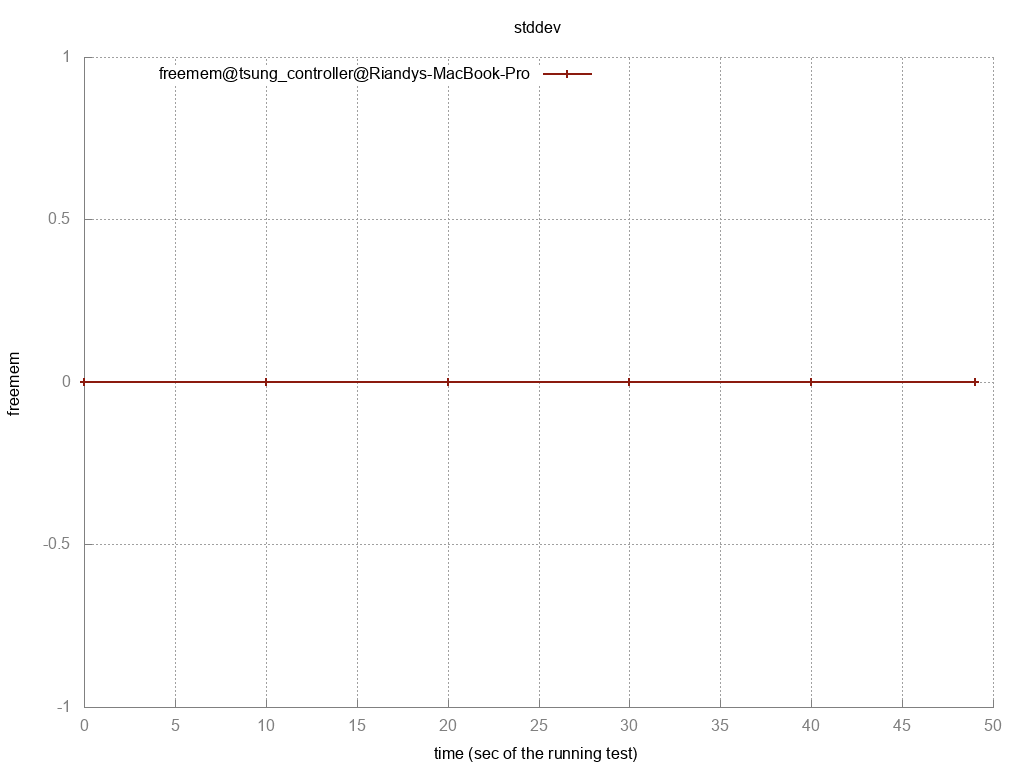 stddev
freemem@tsung_controller@Riandys-MacBook-Pro
1
0.5
0
-0.5
-1
freemem
0 5 10 15 20 25 30 35 40 45 50
time (sec of the running test)